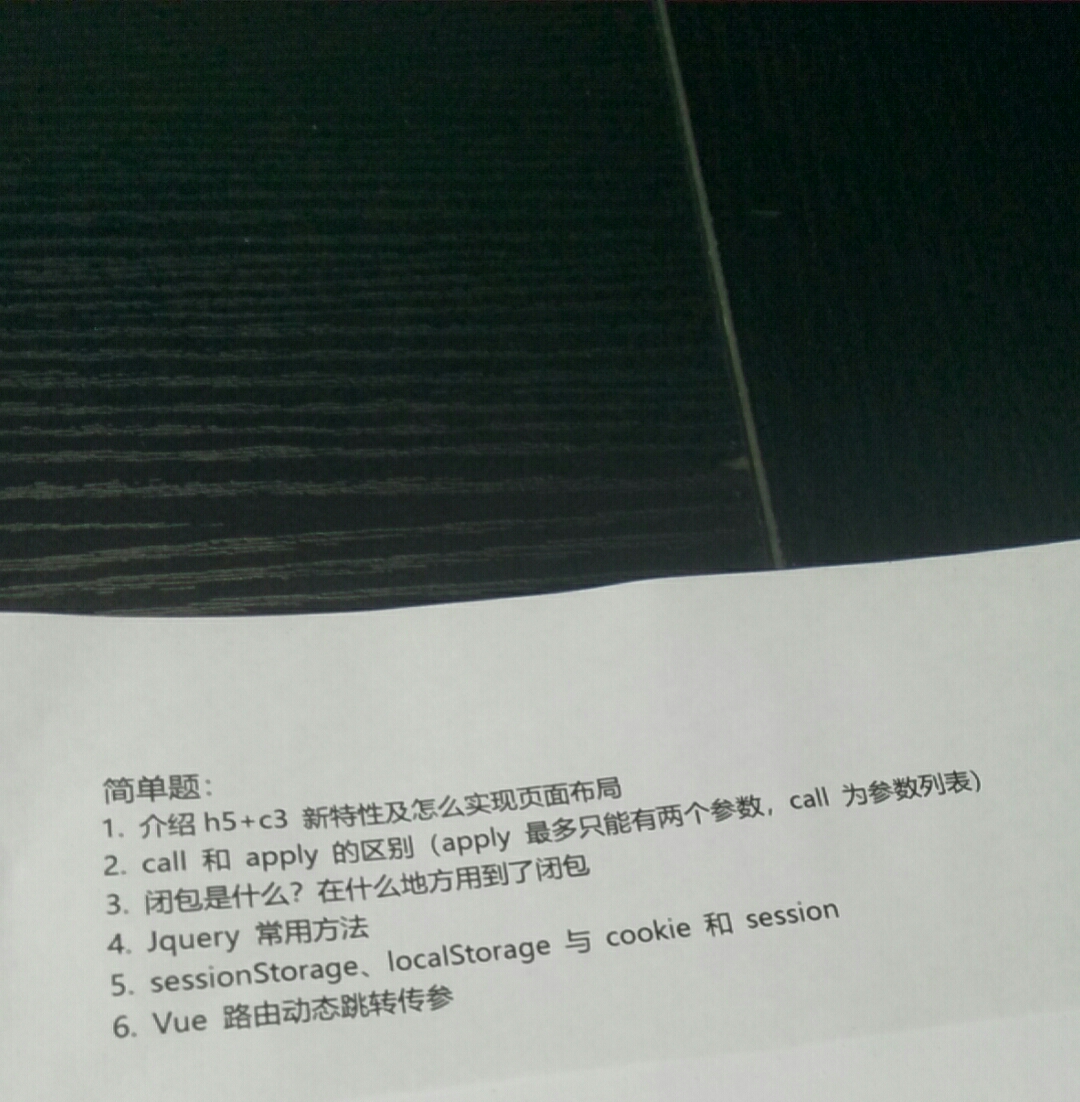 简单题：
1. 介绍 h5+c3 新特性及怎么实现页面布局
2. call 和 apply 的区别（apply 最多只能有两个参数，call 为参数列表）
3. 闭包是什么？在什么地方用到了闭包
4. Jquery 常用方法
5. sessionStorage、localStorage 与 cookie 和 session
6. Vue 路由动态跳转传参